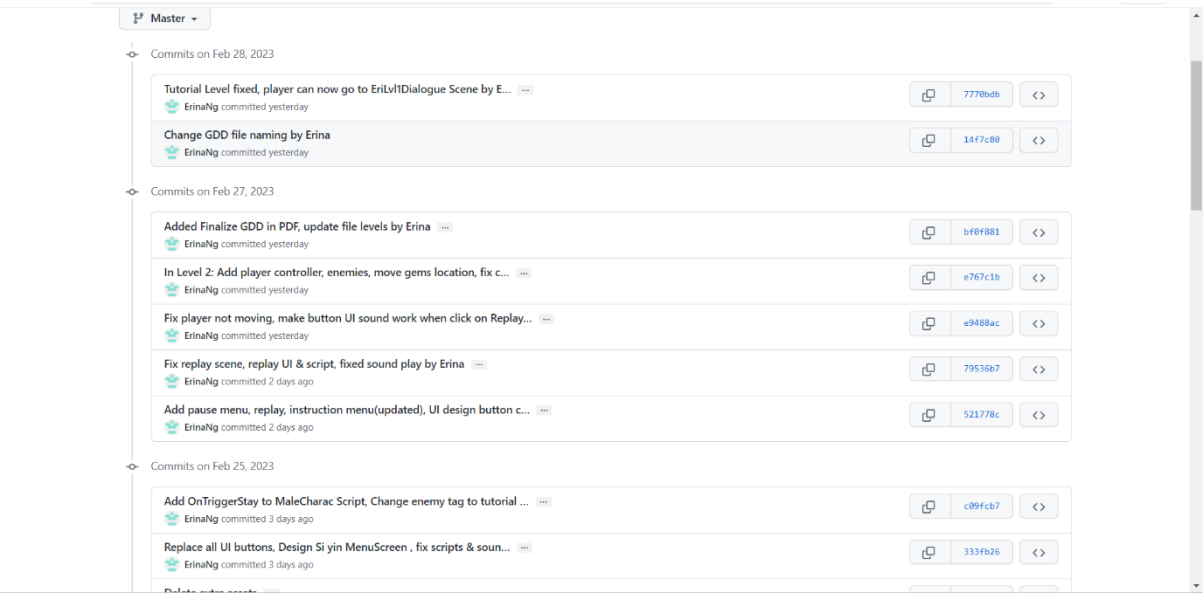 Master
Commits on Feb 28, 2023
Tutorial Level fixed, player can now go to EriLvl1Dialogue Scene by E... ...
7770bdb
ErinaNg committed yesterday
Change GDD file naming by Erina
14f7c80
ErinaNg committed yesterday
Commits on Feb 27, 2023
Added Finalize GDD in PDF, update file levels by Erina ...
bf0f881
ErinaNg committed yesterday
In Level 2: Add player controller, enemies, move gems location, fix c... ...
e767c1b
ErinaNg committed yesterday
Fix player not moving, make button UI sound work when click on Replay... ...
e9488ac
ErinaNg committed yesterday
Fix replay scene, replay UI & script, fixed sound play by Erina ...
79536b7
ErinaNg committed 2 days ago
Add pause menu, replay, instruction menu(updated), UI design button c... ...
521778c
ErinaNg committed 2 days ago
Commits on Feb 25, 2023
Add OnTriggerStay to MaleCharac Script, Change enemy tag to tutorial ... ...
c09fcb7
ErinaNg committed 3 days ago
Replace all UI buttons, Design Si yin MenuScreen , fix scripts & soun... ...
333fb26
ErinaNg committed 3 days ago